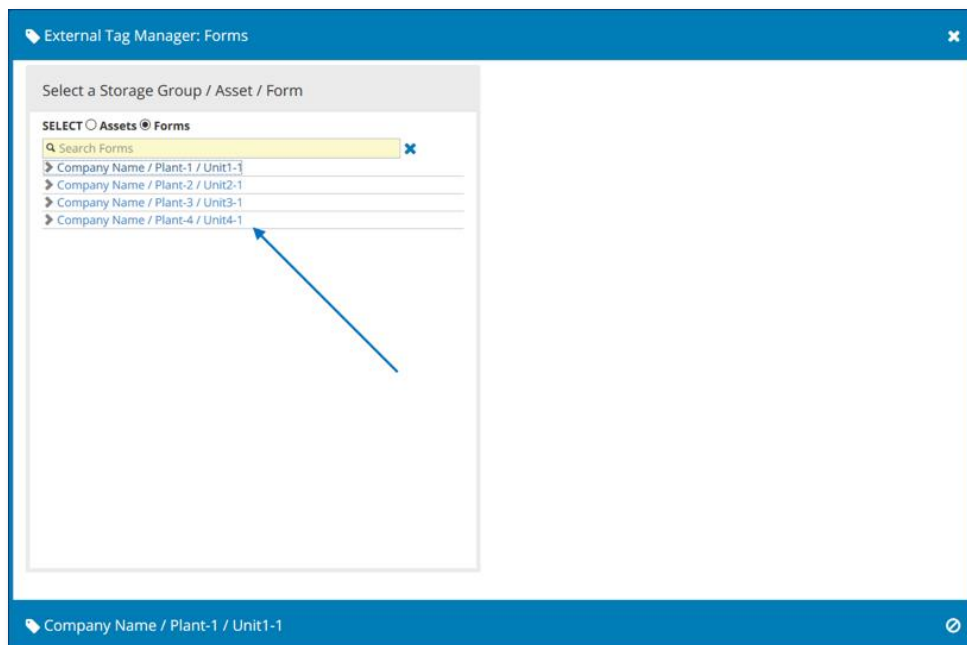 External Tag Manager: Forms
Select a Storage Group / Asset / Form
SELECT Assets Forms
Search Forms
Company Name / Plant-1 / Unit1-1
Company Name / Plant-2 / Unit2-1
Company Name / Plant-3 / Unit3-1
Company Name / Plant-4 / Unit4-1
Company Name / Plant-1 / Unit1-1